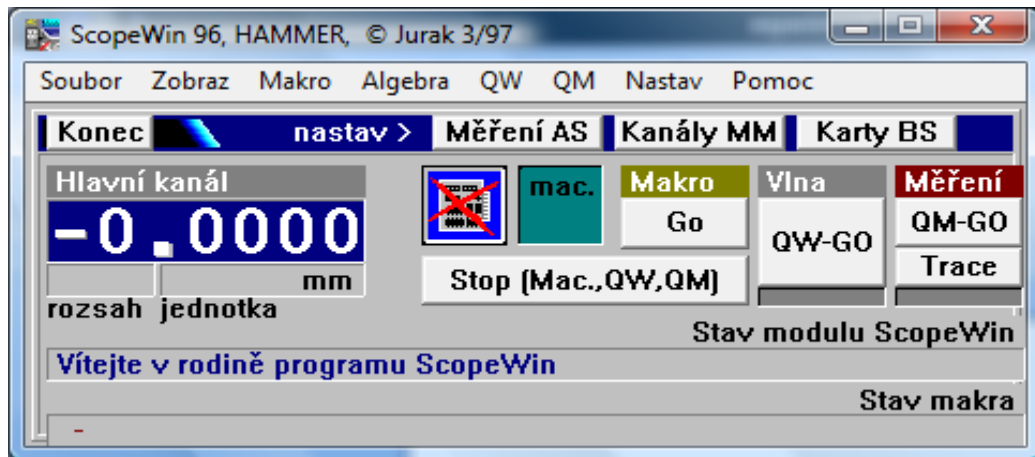 ScopeWin 96, HAMMER, © Jurak 3/97
Soubor Zobraz Makro Algebra QW QM Nastav Pomoc
Konec nastav > Měření AS Kanály MM Karty BS
Hlavní kanál mac. Makro Vlna Měření
-0.0000 Go QW-GO QM-GO
mm Stop (Mac.,QW,QM) Trace
rozsah jednotka
Stav modulu ScopeWin
Vítejte v rodině programu ScopeWin
Stav makra
-